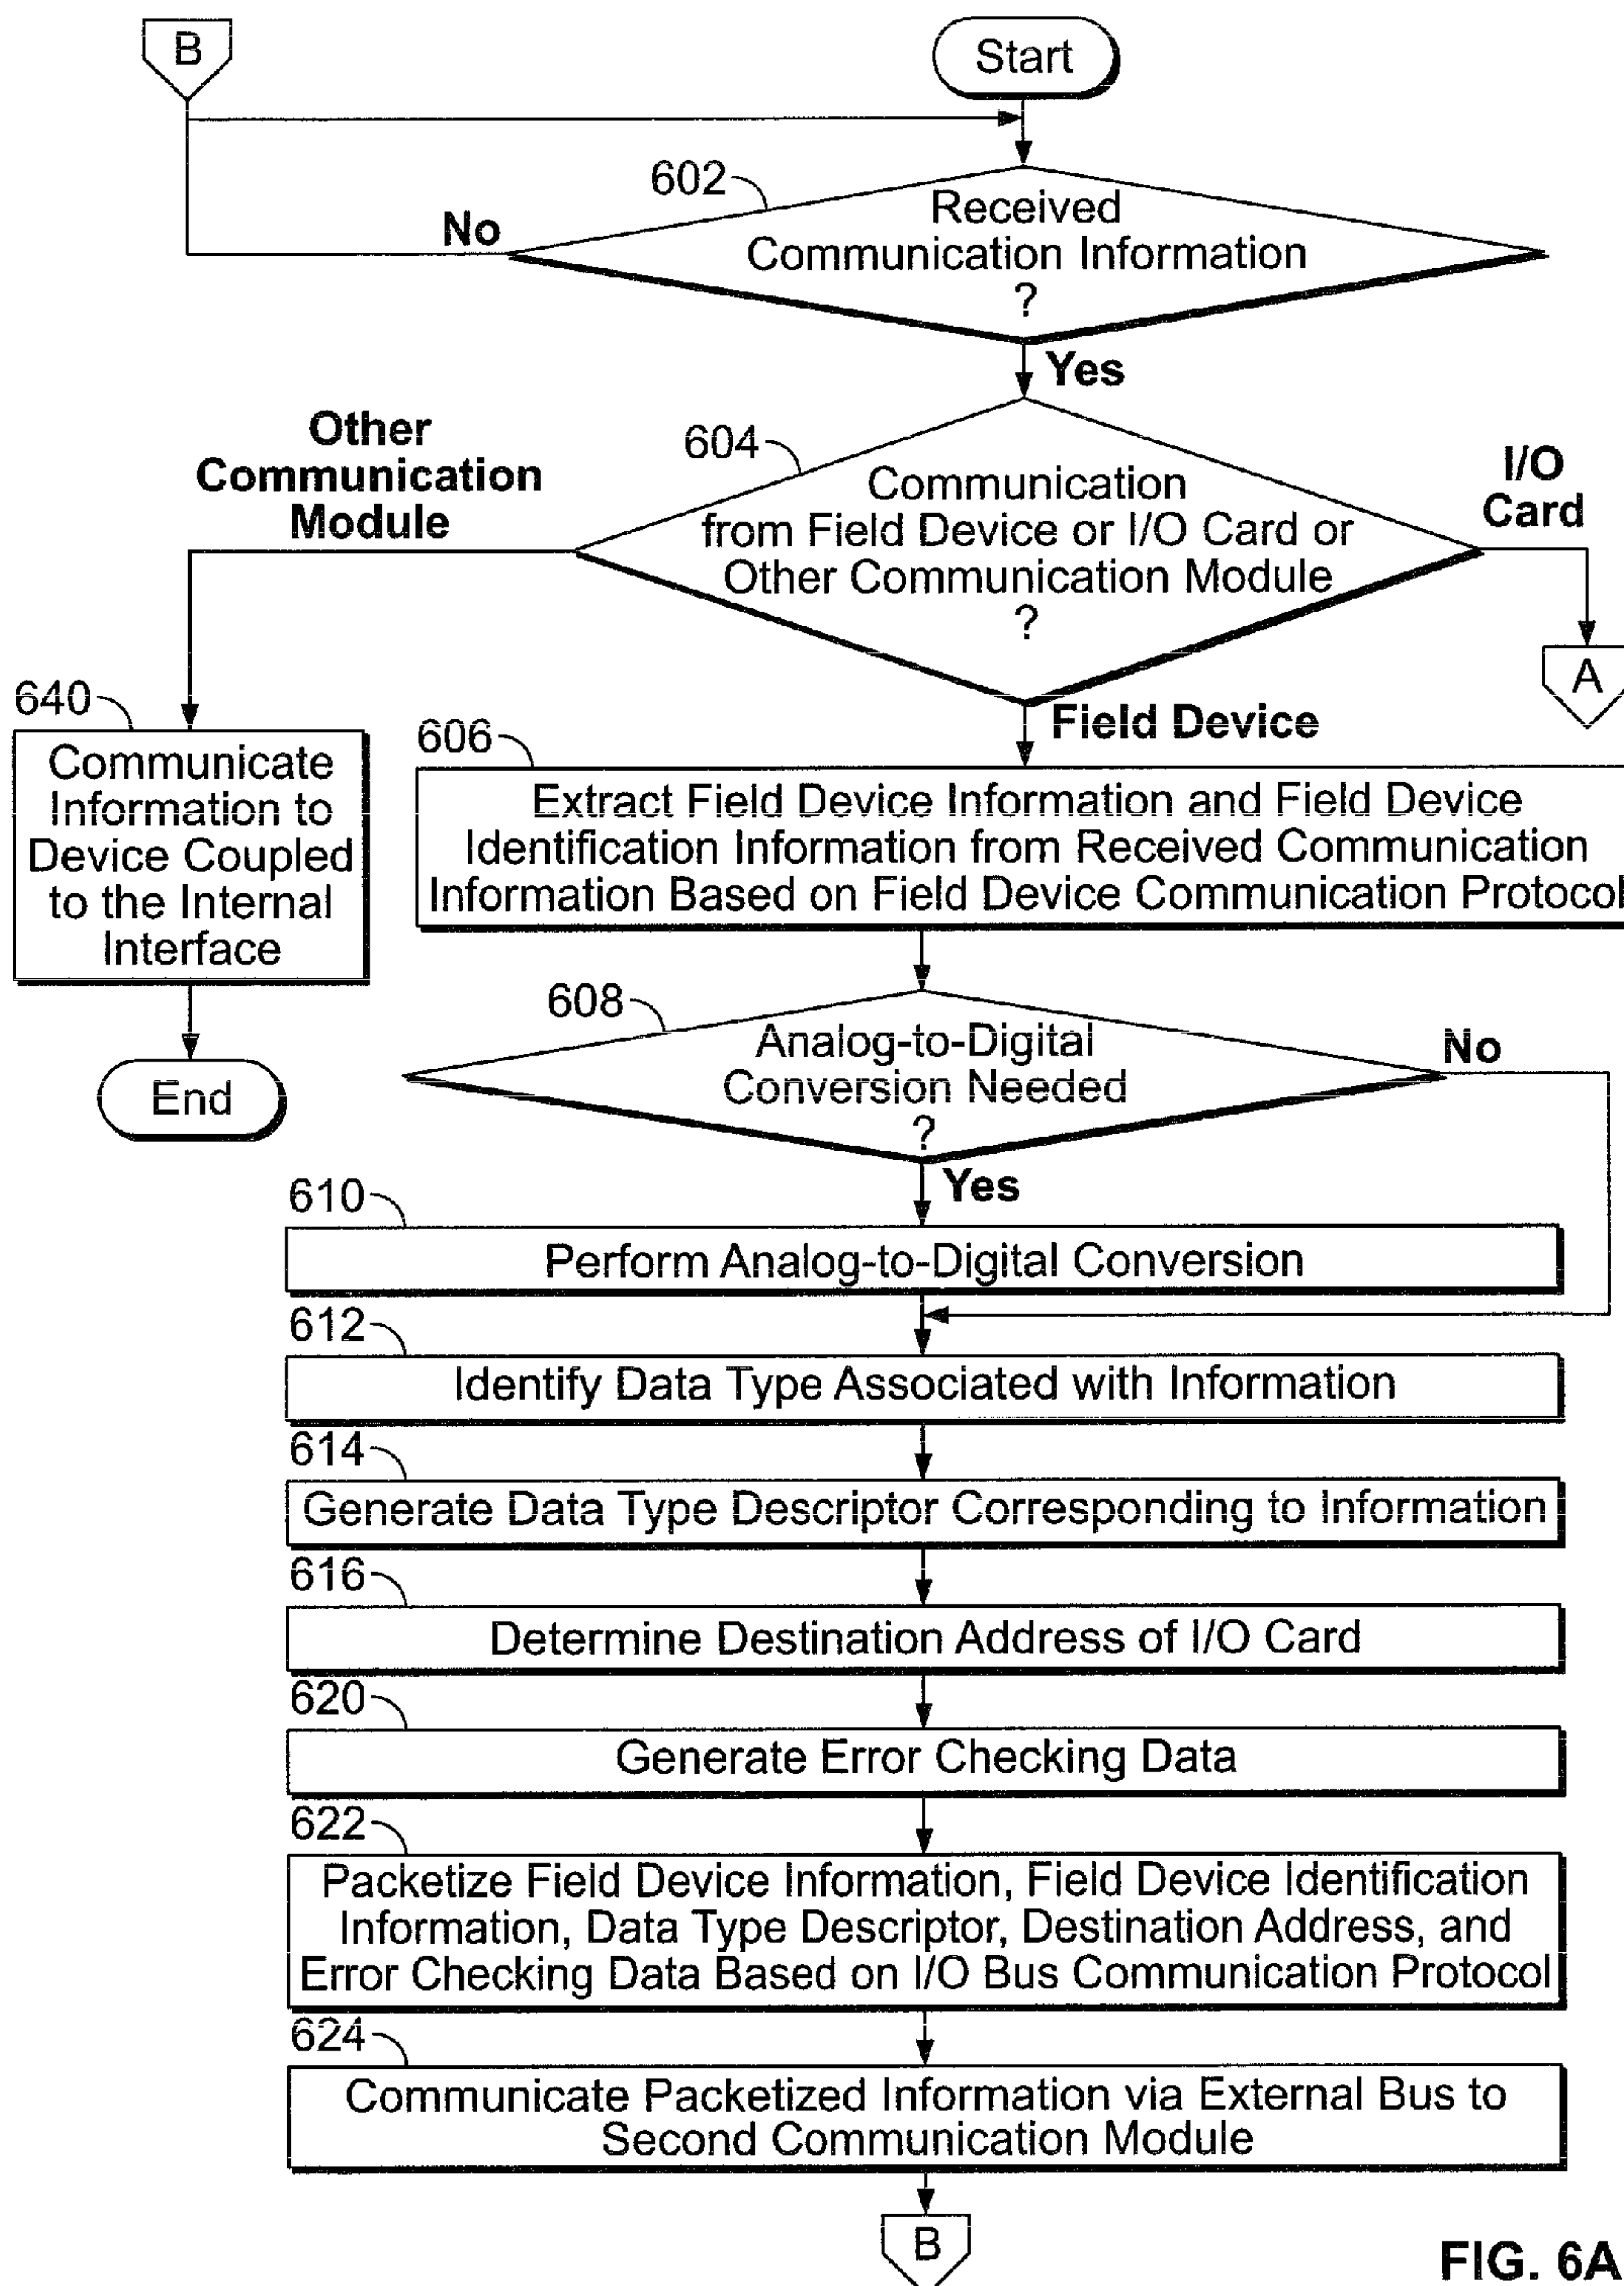 B
Start
602
Received
Communication Information
?
No
Yes
Other
Communication
Module
604
Communication
from Field Device or I/O Card or
Other Communication Module
?
I/O
Card
A
640
Communicate
Information to
Device Coupled
to the Internal
Interface
End
Field Device
606
Extract Field Device Information and Field Device
Identification Information from Received Communication
Information Based on Field Device Communication Protocol
608
Analog-to-Digital
Conversion Needed
?
No
Yes
610
Perform Analog-to-Digital Conversion
612
Identify Data Type Associated with Information
614
Generate Data Type Descriptor Corresponding to Information
616
Determine Destination Address of I/O Card
620
Generate Error Checking Data
622
Packetize Field Device Information, Field Device Identification
Information, Data Type Descriptor, Destination Address, and
Error Checking Data Based on I/O Bus Communication Protocol
624
Communicate Packetized Information via External Bus to
Second Communication Module
B
FIG. 6A